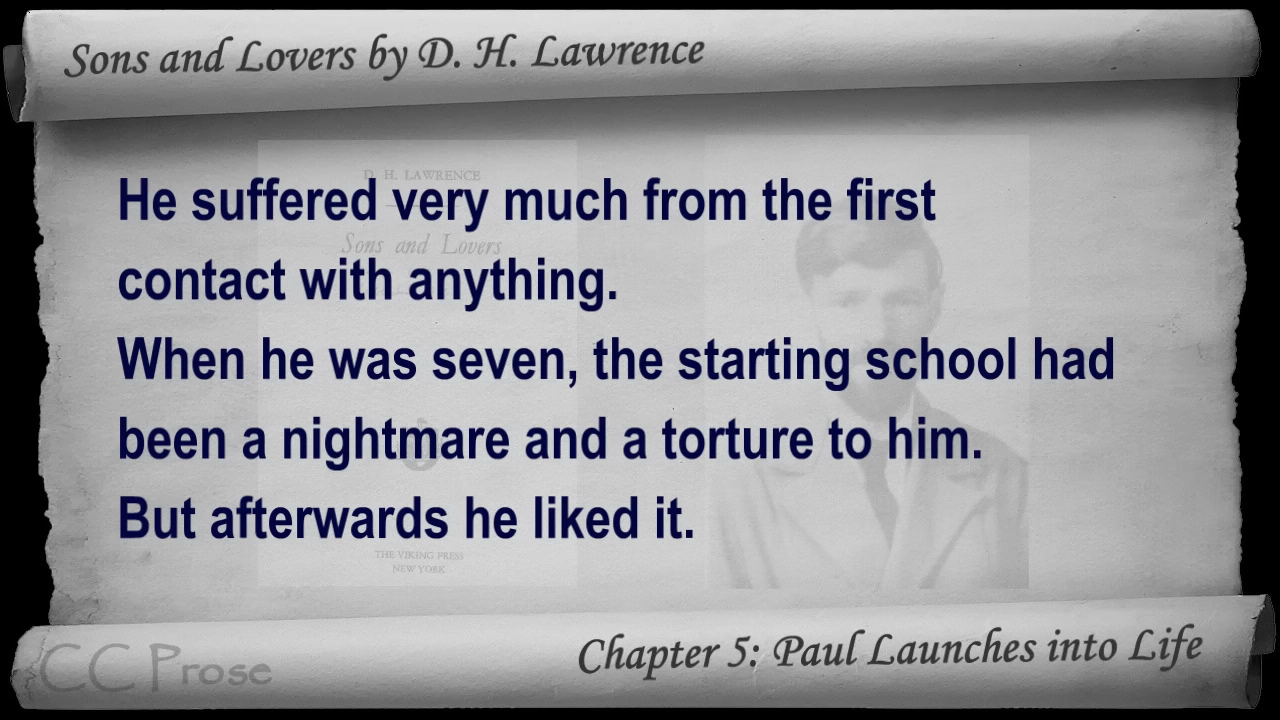 Sons and Lovers by D. H. Lawrence
D. H. LAWRENCE
He suffered very much from the first
Sons and Lovers
contact with anything.
When he was seven, the starting school had
been a nightmare and a torture to him.
But afterwards he liked it.
THE VIKING PRESS
NEW YORK
CC Prose
Chapter 5: Paul Launches into Life